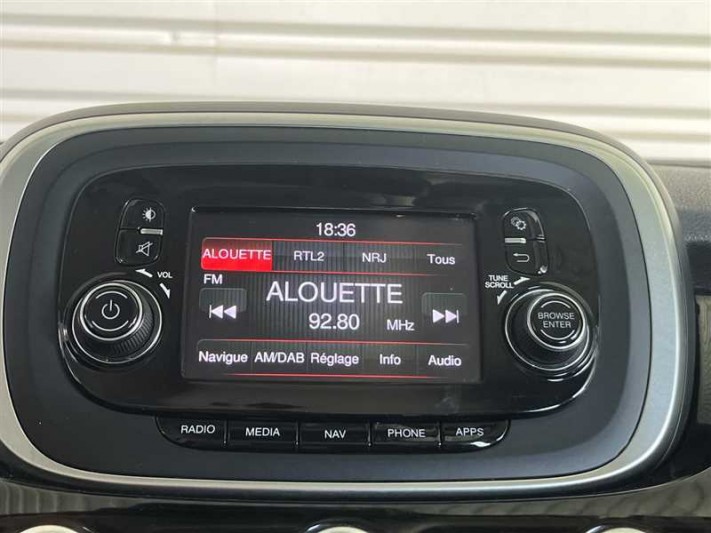 18:36
ALOUETTE RTL2 NRJ Tous
FM
VOL
TUNE
SCROLL
ALOUETTE
92.80 MHz
BROWSE
ENTER
Navigue AM/DAB Réglage Info Audio
RADIO MEDIA NAV PHONE APPS